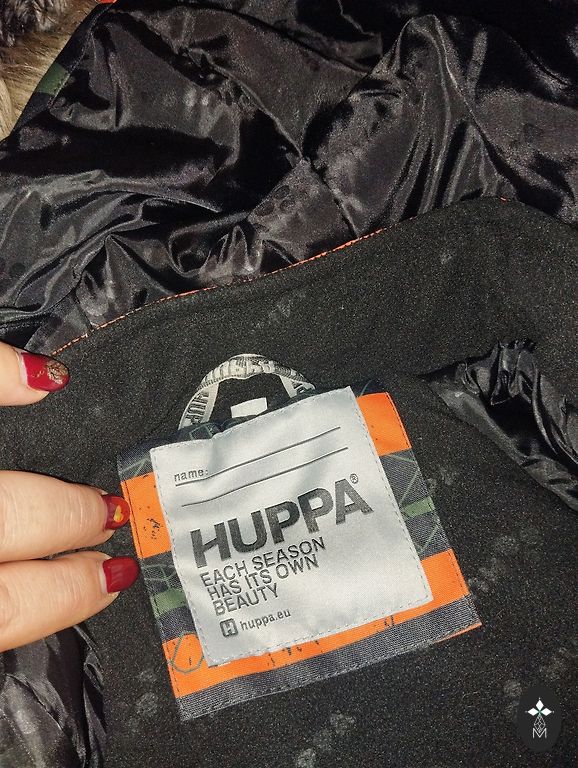 name:
HUPPA®
EACH SEASON
HAS ITS OWN
BEAUTY
H huppa.eu
M